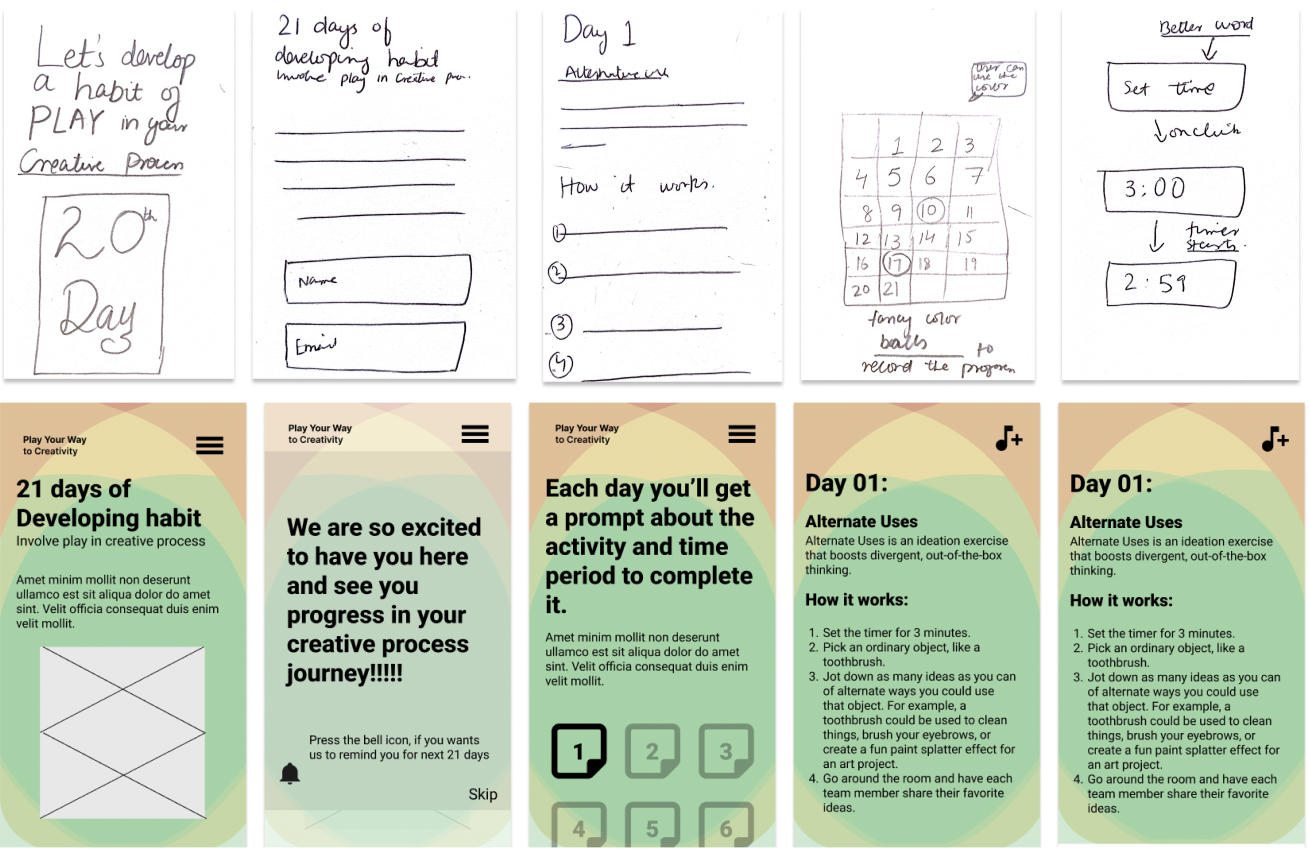 Let's develop
a habit of
PLAY in your
Creative Process
20th
Day
21 days of
developing habit
Involve play in Creative
Name
Email
Day 1
Alternative use
How it works.
1
2
3
4
User can
use the
color
1 2 3
4 5 6 7
8 9 10 11
12 13 14 15
16 17 18 19
20 21
fancy color
balls to
record the progress
Better word
Set time
on click
3:00
timer
starts.
2:59
Play Your Way
to Creativity
21 days of
Developing habit
Involve play in creative process
Amet minim mollit non deserunt
ullamco est sit aliqua dolor do amet
sint. Velit officia consequat duis enim
velit mollit.
Play Your Way
to Creativity
We are so excited
to have you here
and see you
progress in your
creative process
journey!!!!!
Press the bell icon, if you wants
us to remind you for next 21 days
Skip
Play Your Way
to Creativity
Each day you'll get
a prompt about the
activity and time
period to complete
it.
Amet minim mollit non deserunt
ullamco est sit aliqua dolor do amet
sint. Velit officia consequat duis enim
velit mollit.
1 2 3
4 5 6
Day 01:
Alternate Uses
Alternate Uses is an ideation exercise
that boosts divergent, out-of-the-box
thinking.
How it works:
1. Set the timer for 3 minutes.
2. Pick an ordinary object, like a
toothbrush.
3. Jot down as many ideas as you can
of alternate ways you could use
that object. For example, a
toothbrush could be used to clean
things, brush your eyebrows, or
create a fun paint splatter effect for
an art project.
4. Go around the room and have each
team member share their favorite
ideas.
Day 01:
Alternate Uses
Alternate Uses is an ideation exercise
that boosts divergent, out-of-the-box
thinking.
How it works:
1. Set the timer for 3 minutes.
2. Pick an ordinary object, like a
toothbrush.
3. Jot down as many ideas as you can
of alternate ways you could use
that object. For example, a
toothbrush could be used to clean
things, brush your eyebrows, or
create a fun paint splatter effect for
an art project.
4. Go around the room and have each
team member share their favorite
ideas.